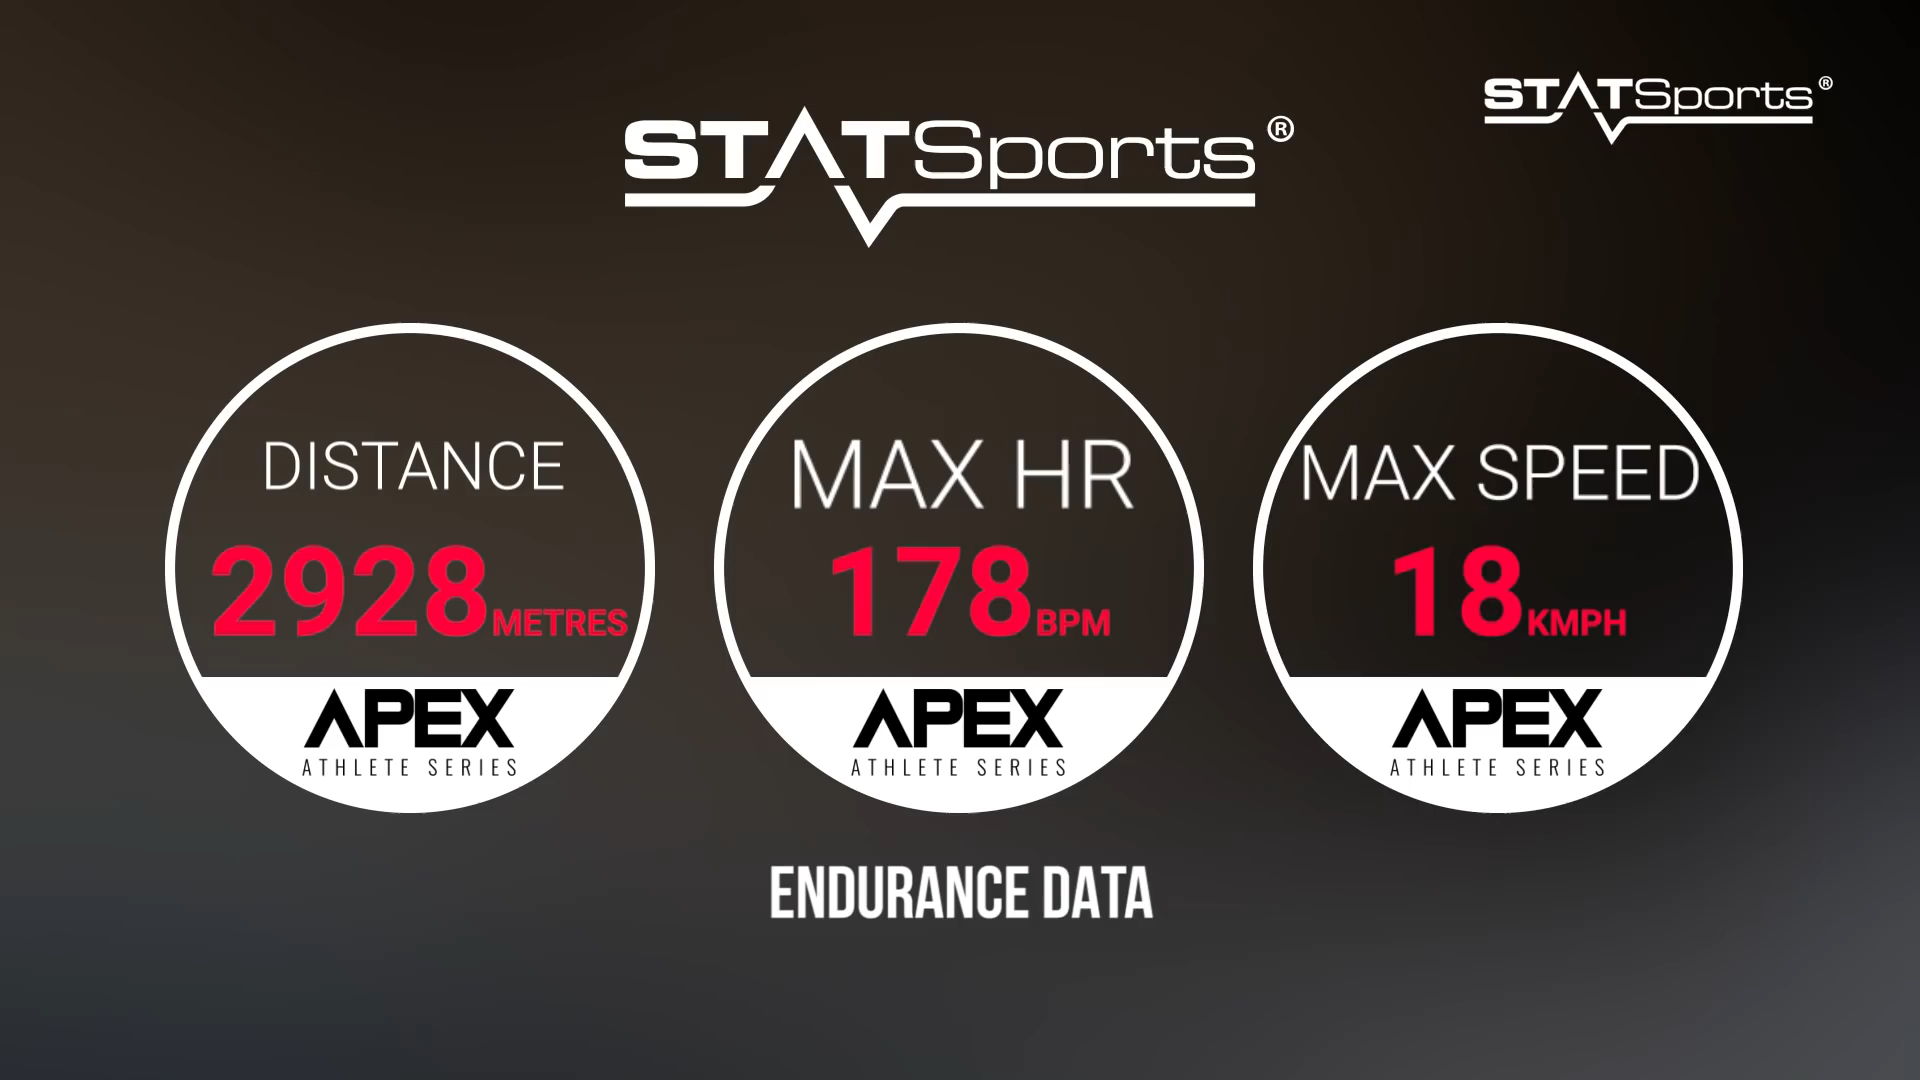 STATSports®
STATSports®
DISTANCE
2928METRES
APEX
ATHLETE SERIES
MAX HR
178BPM
APEX
ATHLETE SERIES
MAX SPEED
18KMPH
APEX
ATHLETE SERIES
ENDURANCE DATA